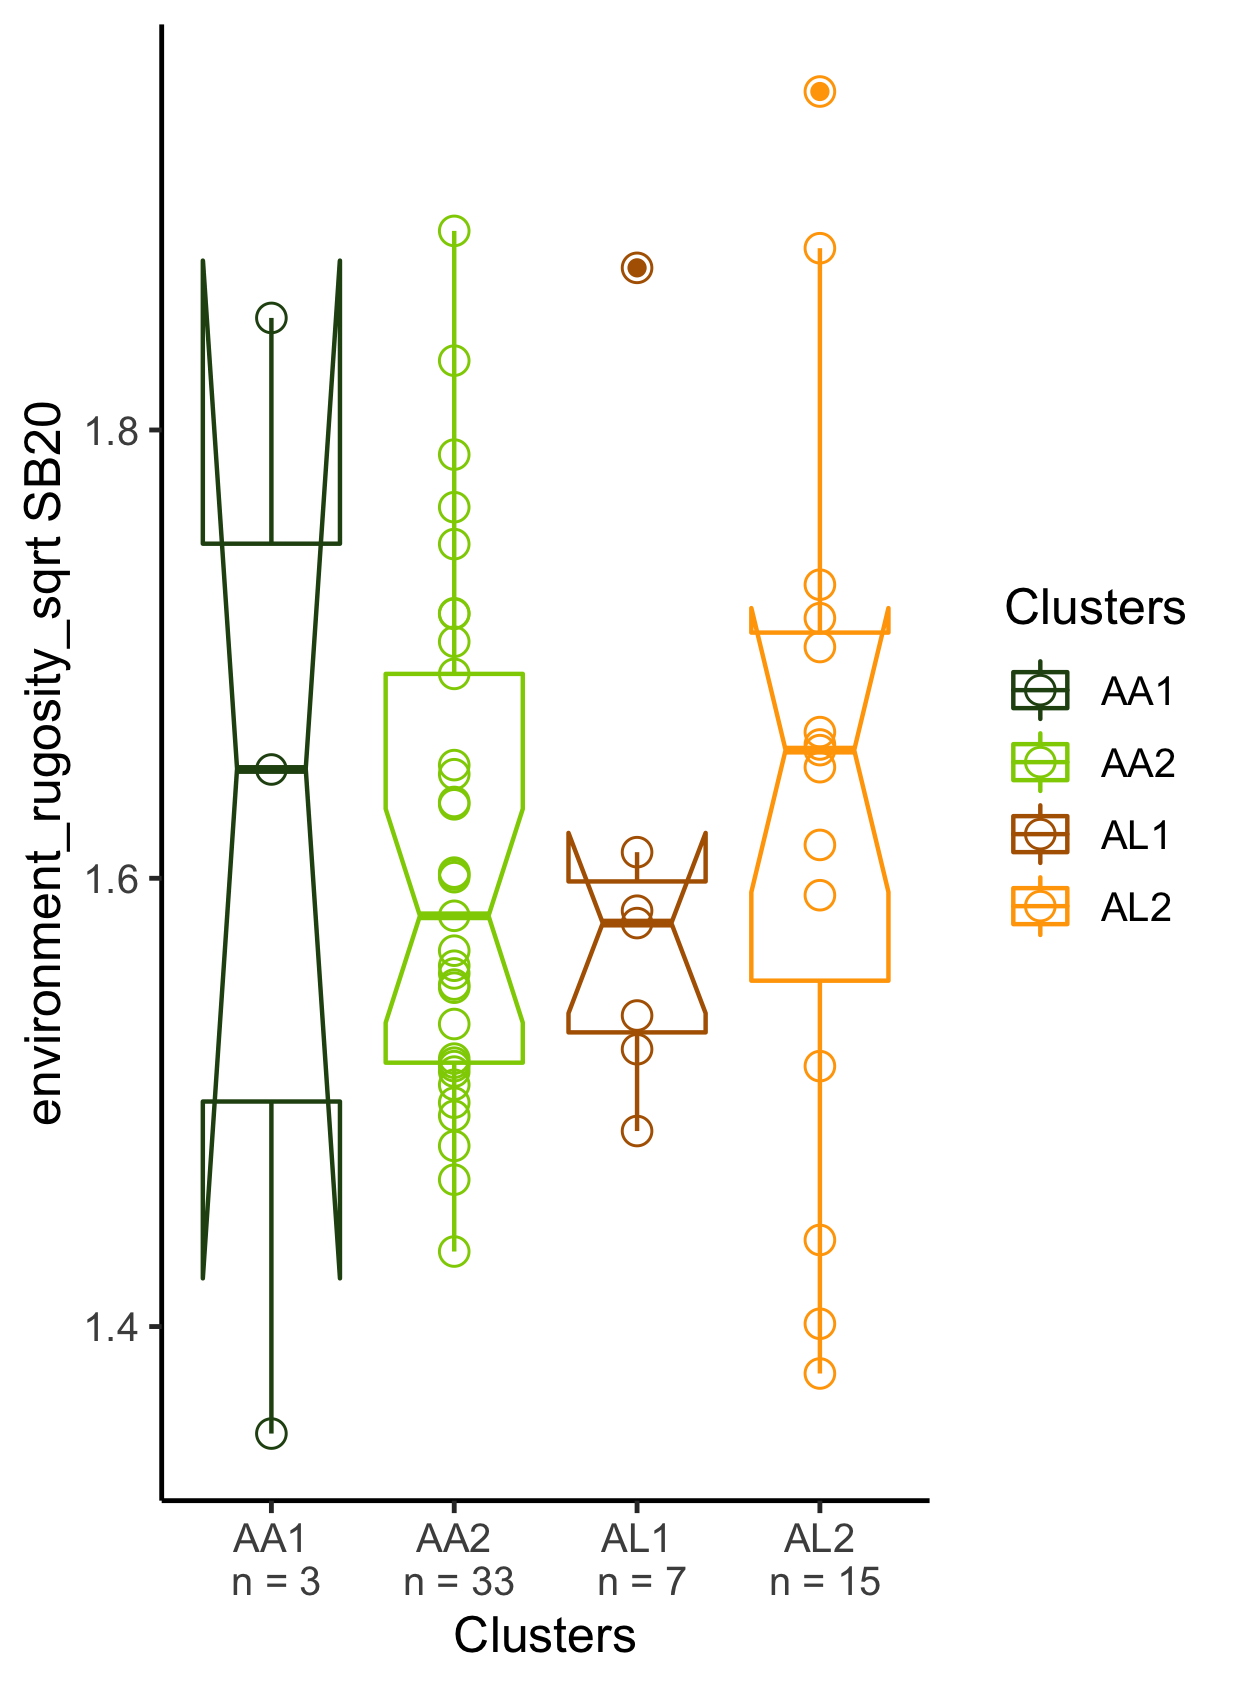 environment_rugosity_sqrt SB20
1.8
1.6
1.4
AA1
n = 3
AA2
n = 33
AL1
n = 7
AL2
n = 15
Clusters
Clusters
AA1
AA2
AL1
AL2